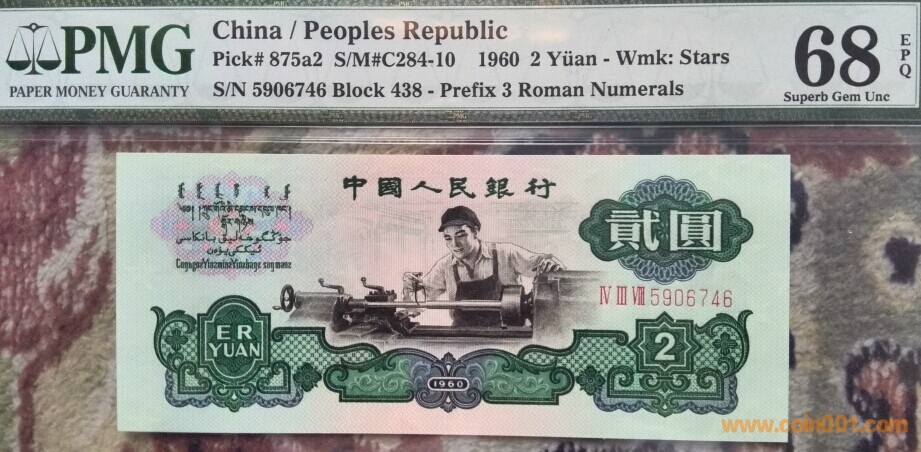 PMG
PAPER MONEY GUARANTY
China / Peoples Republic
Pick# 875a2 S/M#C284-10 1960 2 Yüan - Wmk: Stars
S/N 5906746 Block 438 - Prefix 3 Roman Numerals
68 EPQ
Superb Gem Unc
中國人民銀行
貳圓
IV III VIII 5906746
ER
YUAN
1960
2
www.coin001.com